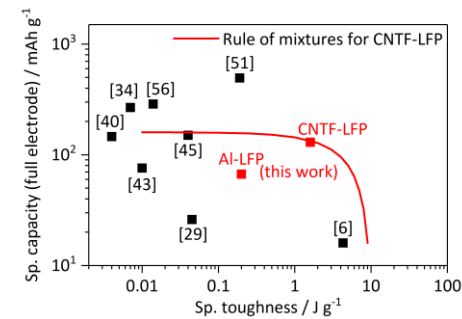 Rule of mixtures for CNTF-LFP
10³
[51]
[34] [56]
[40]
[45]
CNTF-LFP
10²
Al-LFP
(this work)
[43]
[29]
[6]
10¹
0.01 0.1 1 10 100
Sp. toughness / J g⁻¹
Sp. capacity (full electrode) / mAh g⁻¹